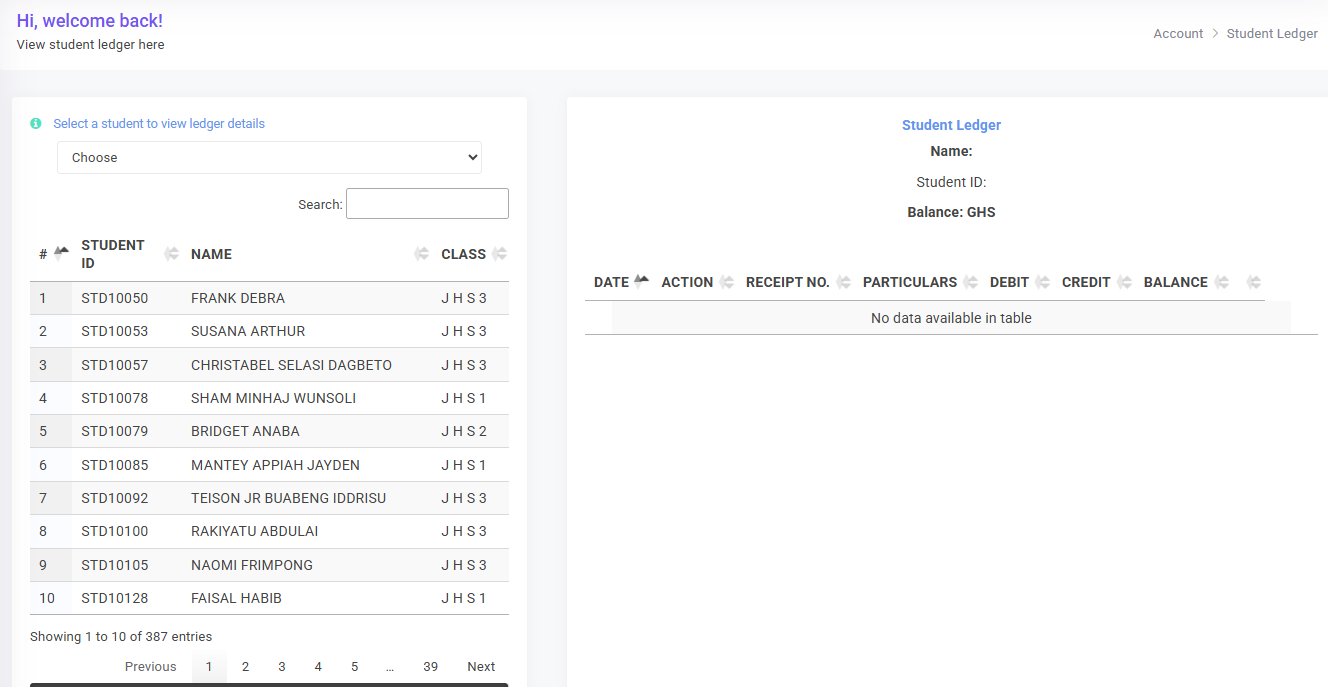 Hi, welcome back!
View student ledger here
Account > Student Ledger
Select a student to view ledger details
Choose
Search:
# STUDENT ID NAME CLASS
1 STD10050 FRANK DEBRA J H S 3
2 STD10053 SUSANA ARTHUR J H S 3
3 STD10057 CHRISTABEL SELASI DAGBETO J H S 3
4 STD10078 SHAM MINHAJ WUNSOLI J H S 1
5 STD10079 BRIDGET ANABA J H S 2
6 STD10085 MANTEY APPIAH JAYDEN J H S 1
7 STD10092 TEISON JR BUABENG IDDRISU J H S 3
8 STD10100 RAKIYATU ABDULAI J H S 3
9 STD10105 NAOMI FRIMPONG J H S 3
10 STD10128 FAISAL HABIB J H S 1
Showing 1 to 10 of 387 entries
Previous 1 2 3 4 5 … 39 Next
Student Ledger
Name:
Student ID:
Balance: GHS
DATE ACTION RECEIPT NO. PARTICULARS DEBIT CREDIT BALANCE
No data available in table